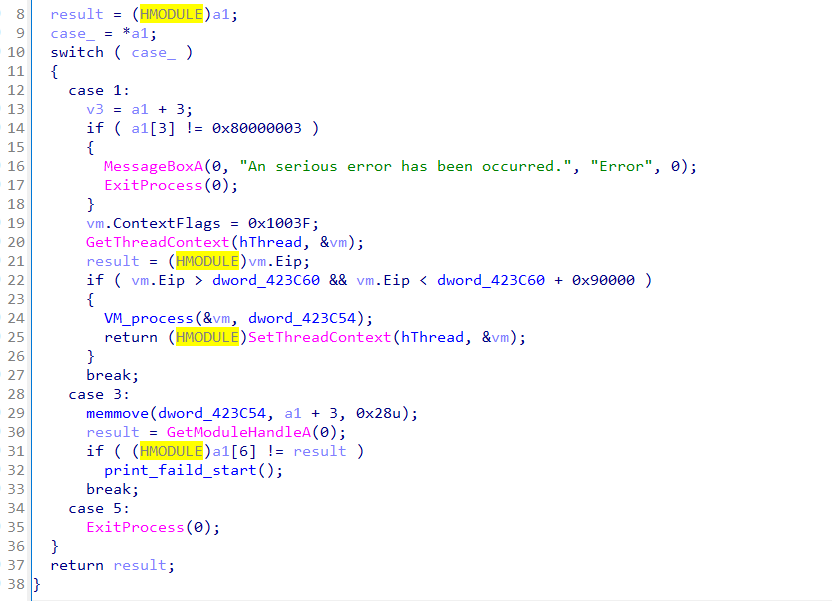 8 result = (HMODULE)a1;
9 case_ = *a1;
10 switch ( case_ )
11 {
12 case 1:
13 v3 = a1 + 3;
14 if ( a1[3] != 0x80000003 )
15 {
16 MessageBoxA(0, "An serious error has been occurred.", "Error", 0);
17 ExitProcess(0);
18 }
19 vm.ContextFlags = 0x1003F;
20 GetThreadContext(hThread, &vm);
21 result = (HMODULE)vm.Eip;
22 if ( vm.Eip > dword_423C60 && vm.Eip < dword_423C60 + 0x90000 )
23 {
24 VM_process(&vm, dword_423C54);
25 return (HMODULE)SetThreadContext(hThread, &vm);
26 }
27 break;
28 case 3:
29 memmove(dword_423C54, a1 + 3, 0x28u);
30 result = GetModuleHandleA(0);
31 if ( (HMODULE)a1[6] != result )
32 print_faild_start();
33 break;
34 case 5:
35 ExitProcess(0);
36 }
37 return result;
38 }